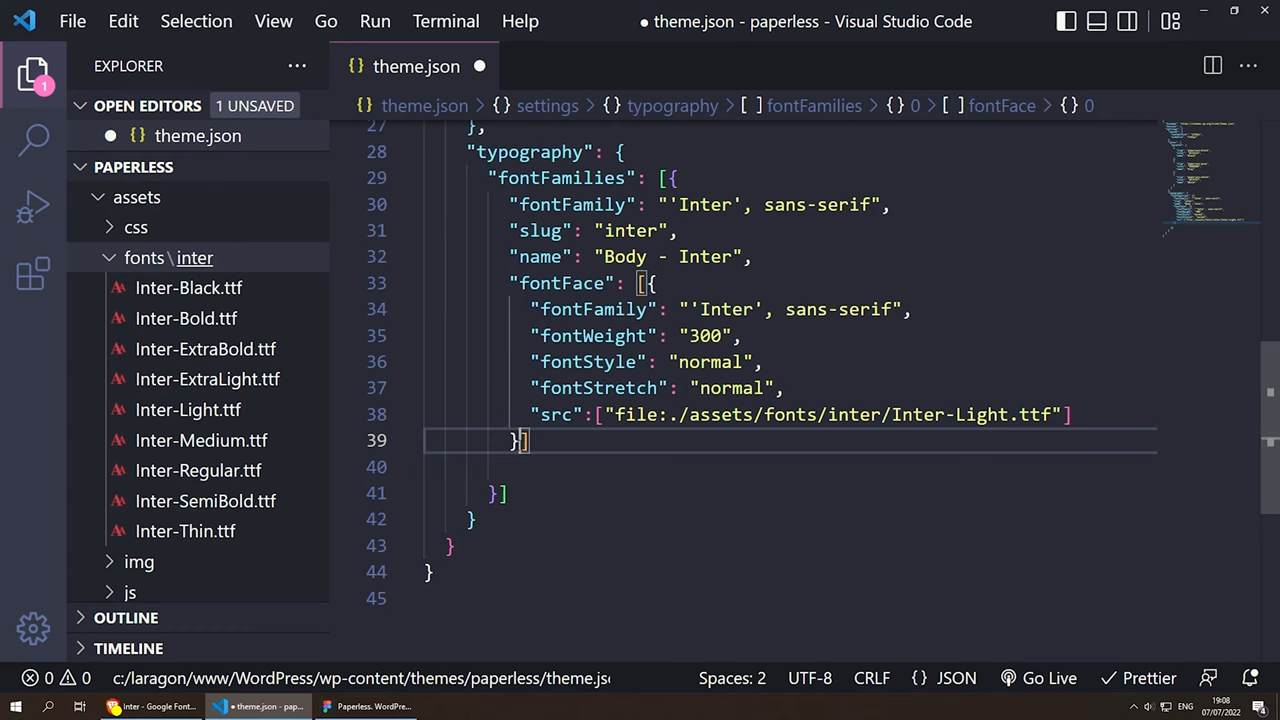 File Edit Selection View Go Run Terminal Help ● theme.json - paperless - Visual Studio Code
EXPLORER ···
{} theme.json ●
1
OPEN EDITORS 1 UNSAVED
● {} theme.json
PAPERLESS
assets
css
fonts \ inter
Inter-Black.ttf
Inter-Bold.ttf
Inter-ExtraBold.ttf
Inter-ExtraLight.ttf
Inter-Light.ttf
Inter-Medium.ttf
Inter-Regular.ttf
Inter-SemiBold.ttf
Inter-Thin.ttf
img
js
OUTLINE
TIMELINE
{} theme.json > {} settings > {} typography > [ ] fontFamilies > {} 0 > [ ] fontFace > {} 0
27 },
28 "typography": {
29 "fontFamilies": [{
30 "fontFamily": "'Inter', sans-serif",
31 "slug": "inter",
32 "name": "Body - Inter",
33 "fontFace": [{
34 "fontFamily": "'Inter', sans-serif",
35 "fontWeight": "300",
36 "fontStyle": "normal",
37 "fontStretch": "normal",
38 "src":["file:./assets/fonts/inter/Inter-Light.ttf"]
39 }]
40
41 }]
42 }
43 }
44 }
45
0 0 c:/laragon/www/WordPress/wp-content/themes/paperless/theme.js Spaces: 2 UTF-8 CRLF {} JSON Go Live Prettier
Inter - Google Font... ● theme.json - pap... Paperless. WordPre... ENG 19:08
07/07/2022